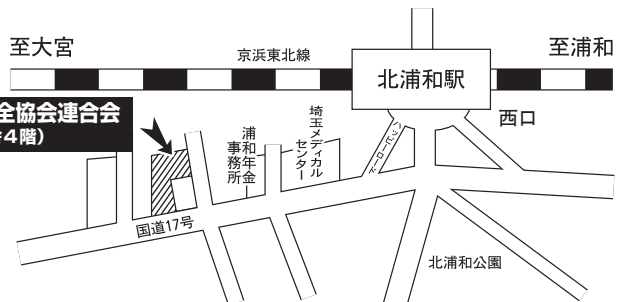 至大宮
京浜東北線
至浦和
北浦和駅
全協会連合会
4階）
西口
ハッピーロード
埼玉メディカル
センター
浦和年金
事務所
国道17号
北浦和公園